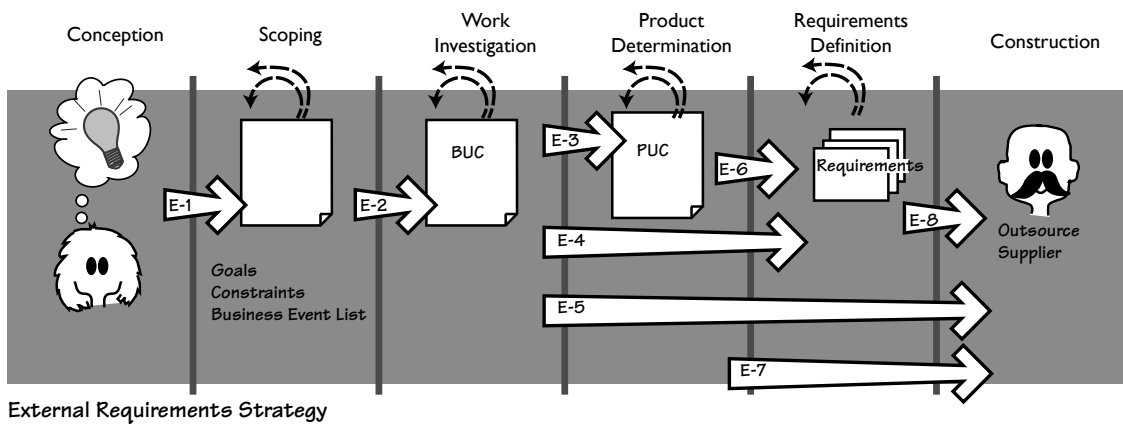 Conception
Scoping
Work
Investigation
Product
Determination
Requirements
Definition
Construction
E-1
E-2
BUC
E-3
PUC
E-6
Requirements
E-8
E-4
Outsource
Supplier
Goals
Constraints
Business Event List
E-5
E-7
External Requirements Strategy